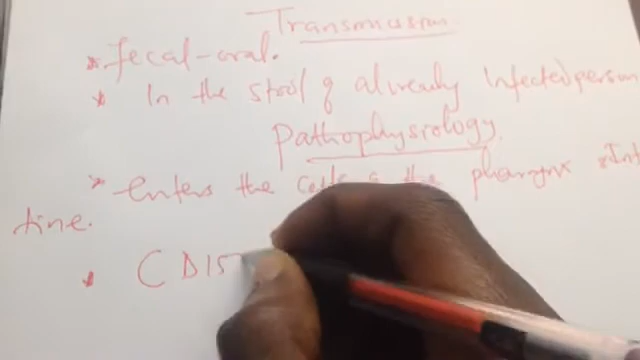 Transmission
* fecal-oral.
* In the stool of already Infected person
Pathophysiology
* enters the cells of the pharynx & Intes
tine.
* CD15